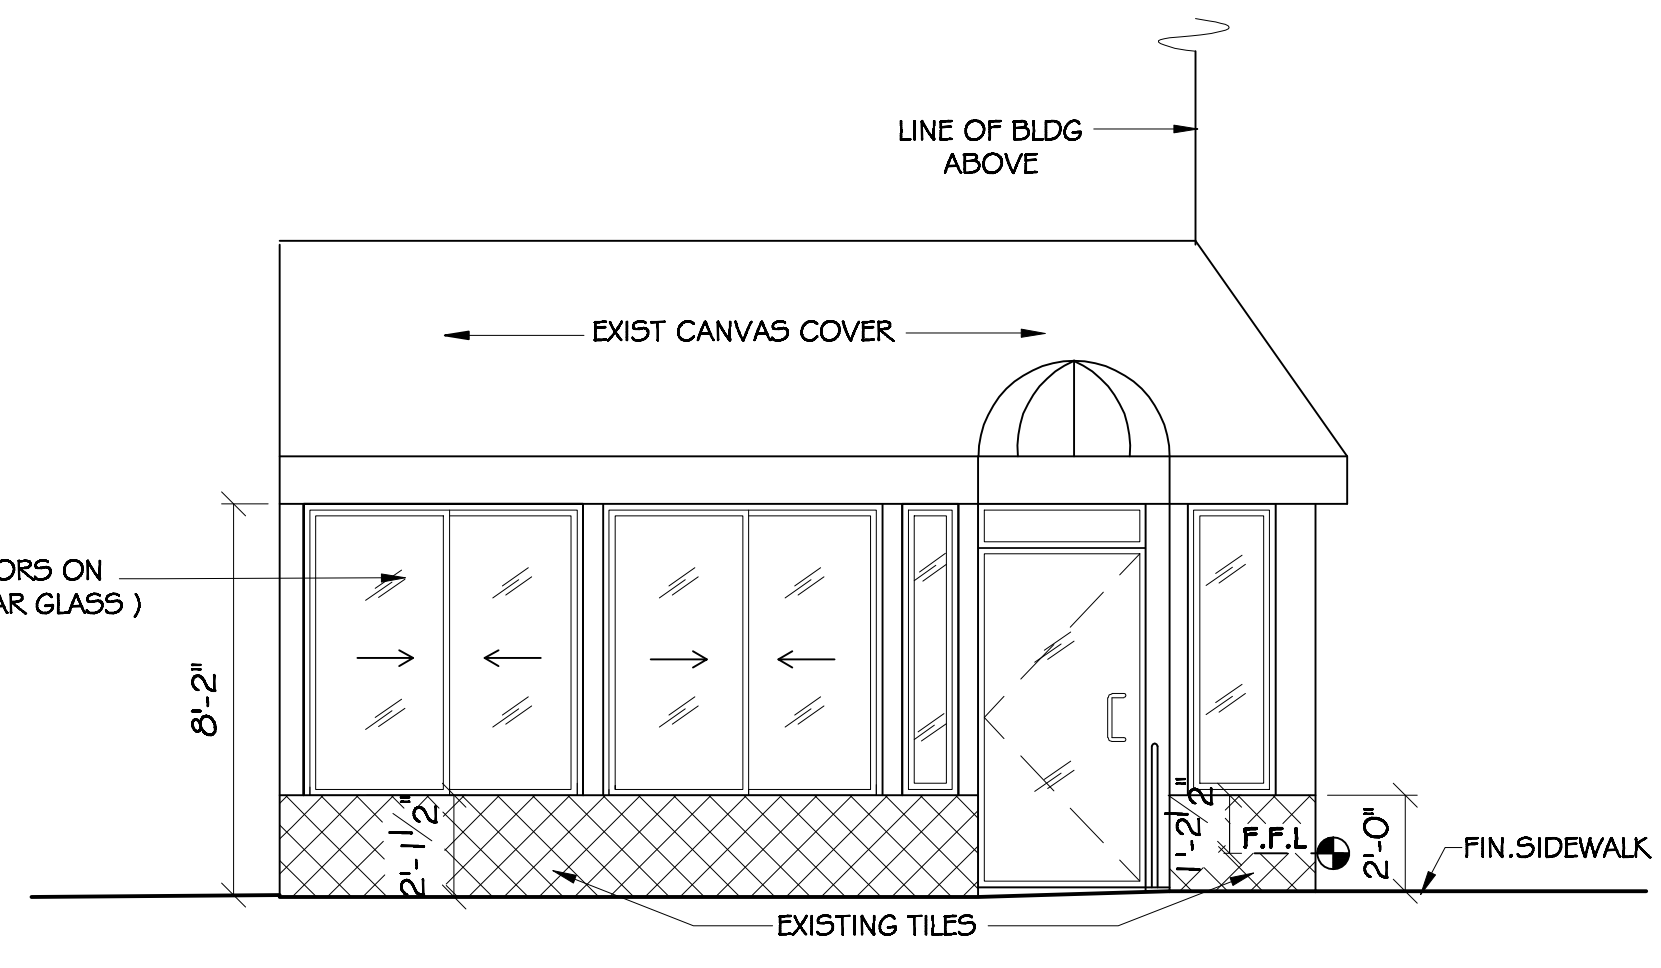 LINE OF BLDG
ABOVE
EXIST CANVAS COVER
ORS ON
AR GLASS )
8'-2"
2'-1 1/2"
1'-2 1/2"
F.F.L
2'-0"
FIN.SIDEWALK
EXISTING TILES